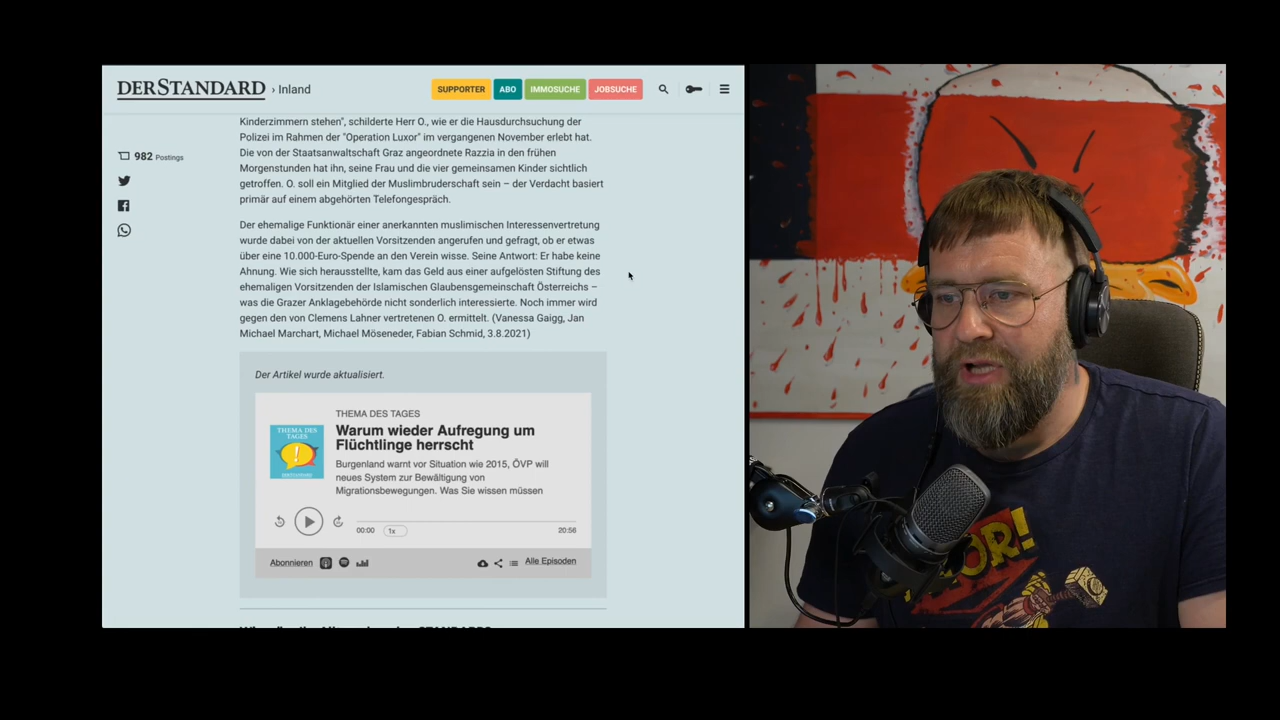 DERSTANDARD › Inland
SUPPORTER
ABO
IMMOSUCHE
JOBSUCHE
982 Postings
Kinderzimmern stehen", schilderte Herr O., wie er die Hausdurchsuchung der
Polizei im Rahmen der "Operation Luxor" im vergangenen November erlebt hat.
Die von der Staatsanwaltschaft Graz angeordnete Razzia in den frühen
Morgenstunden hat ihn, seine Frau und die vier gemeinsamen Kinder sichtlich
getroffen. O. soll ein Mitglied der Muslimbruderschaft sein – der Verdacht basiert
primär auf einem abgehörten Telefongespräch.
Der ehemalige Funktionär einer anerkannten muslimischen Interessenvertretung
wurde dabei von der aktuellen Vorsitzenden angerufen und gefragt, ob er etwas
über eine 10.000-Euro-Spende an den Verein wisse. Seine Antwort: Er habe keine
Ahnung. Wie sich herausstellte, kam das Geld aus einer aufgelösten Stiftung des
ehemaligen Vorsitzenden der Islamischen Glaubensgemeinschaft Österreichs –
was die Grazer Anklagebehörde nicht sonderlich interessierte. Noch immer wird
gegen den von Clemens Lahner vertretenen O. ermittelt. (Vanessa Gaigg, Jan
Michael Marchart, Michael Möseneder, Fabian Schmid, 3.8.2021)
Der Artikel wurde aktualisiert.
THEMA DES TAGES
THEMA DES
TAGES
Warum wieder Aufregung um
Flüchtlinge herrscht
Burgenland warnt vor Situation wie 2015, ÖVP will
neues System zur Bewältigung von
Migrationsbewegungen. Was Sie wissen müssen
00:00
1x
20:56
Abonnieren
Alle Episoden